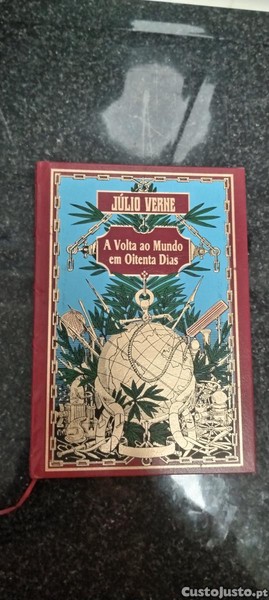 JÚLIO VERNE
A Volta ao Mundo
em Oitenta Dias
CustoJusto.pt